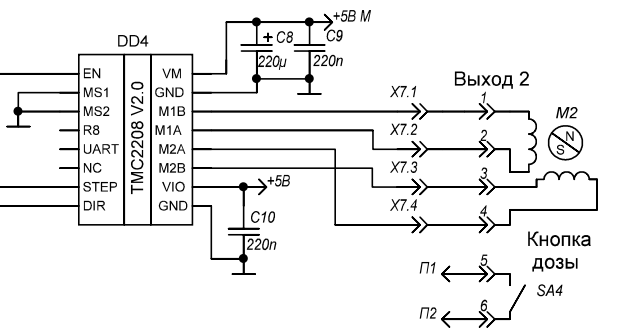 +5В М
DD4
C8
C9
220µ
220n
EN
VM
MS1
GND
MS2
M1B
R8
M1A
UART
M2A
NC
M2B
STEP
VIO
DIR
GND
TMC2208 V2.0
+5В
C10
220n
Выход 2
X7.1
1
X7.2
2
X7.3
3
X7.4
4
M2
N
S
Кнопка
дозы
П1
5
SA4
П2
6